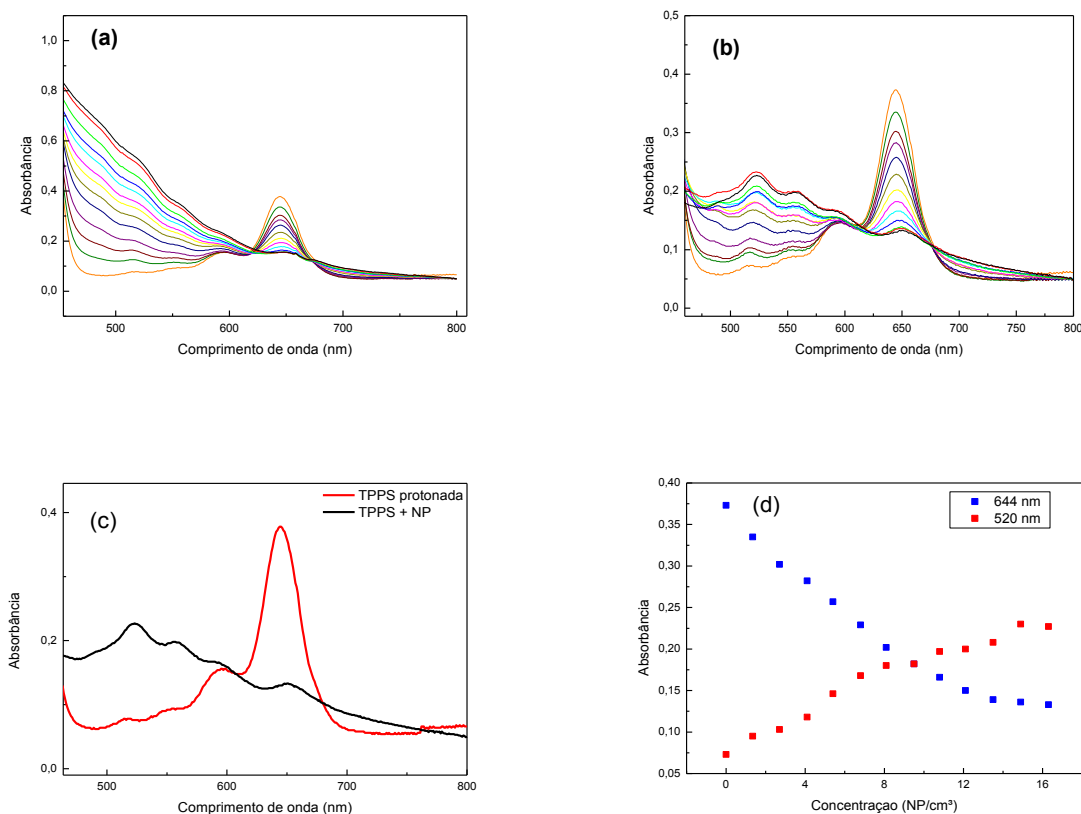 (a)
1,0
0,8
0,6
0,4
0,2
0,0
Absorbância
500 600 700 800
Comprimento de onda (nm)
(b)
0,5
0,4
0,3
0,2
0,1
0,0
Absorbância
500 550 600 650 700 750 800
Comprimento de onda (nm)
(c)
TPPS protonada
TPPS + NP
0,4
0,2
0,0
Absorbância
500 600 700 800
Comprimento de onda (nm)
(d)
644 nm
520 nm
0,40
0,35
0,30
0,25
0,20
0,15
0,10
0,05
Absorbância
0 4 8 12 16
Concentraçao (NP/cm³)